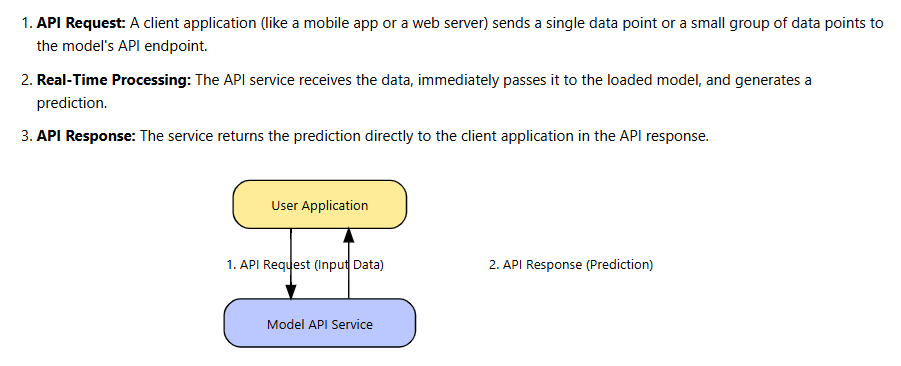 1. API Request: A client application (like a mobile app or a web server) sends a single data point or a small group of data points to
the model's API endpoint.
2. Real-Time Processing: The API service receives the data, immediately passes it to the loaded model, and generates a
prediction.
3. API Response: The service returns the prediction directly to the client application in the API response.
User Application
1. API Request (Input Data)
2. API Response (Prediction)
Model API Service